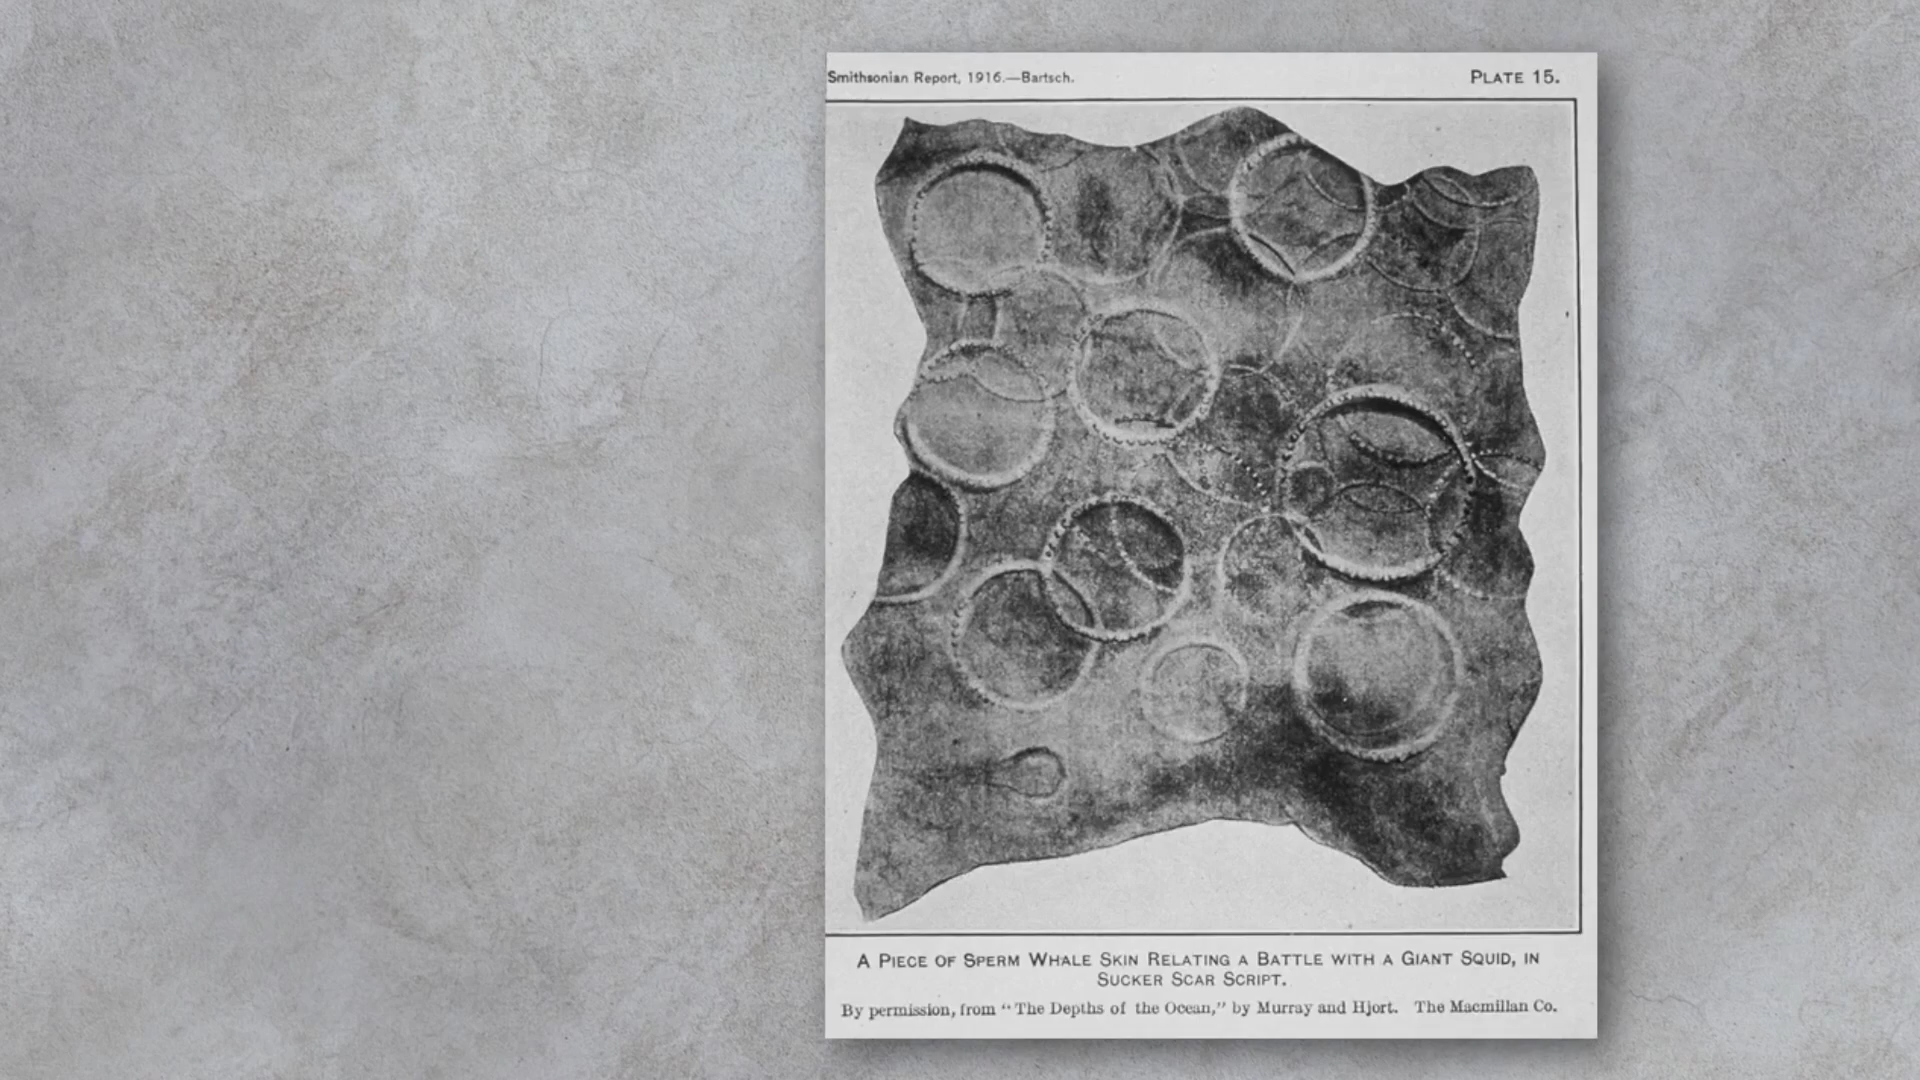 Smithsonian Report, 1916.—Bartsch.
PLATE 15.
A PIECE OF SPERM WHALE SKIN RELATING A BATTLE WITH A GIANT SQUID, IN
SUCKER SCAR SCRIPT.
By permission, from “The Depths of the Ocean,” by Murray and Hjort. The Macmillan Co.